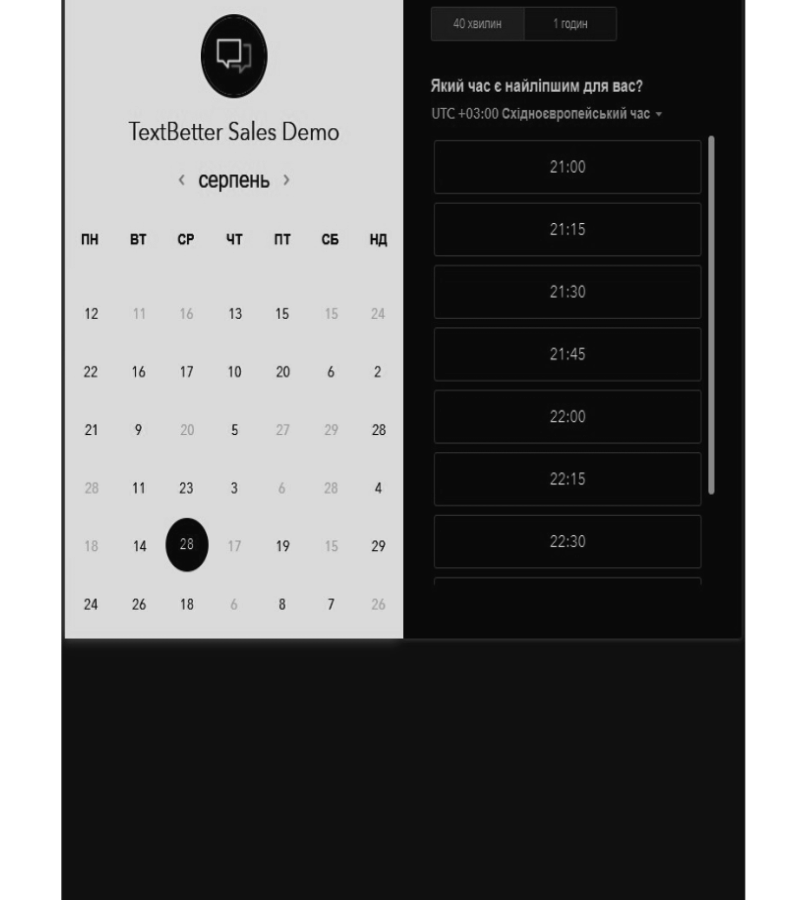 TextBetter Sales Demo
серпень
ПН ВТ СР ЧТ ПТ СБ НД
12 11 16 13 15 15 24
22 16 17 10 20 6 2
21 9 20 5 27 29 28
28 11 23 3 6 28 4
18 14 28 17 19 15 29
24 26 18 6 8 7 26
40 хвилин 1 годин
Який час є найліпшим для вас?
UTC +03:00 Східноєвропейський час
21:00
21:15
21:30
21:45
22:00
22:15
22:30